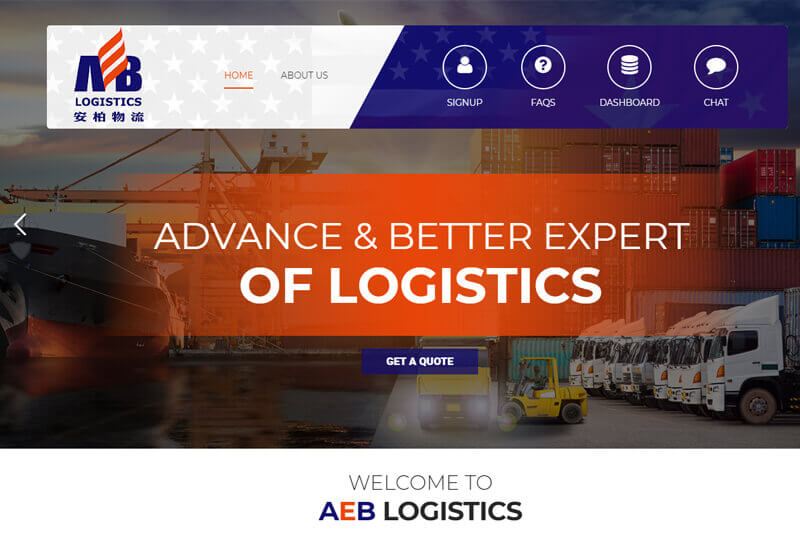 AEB
LOGISTICS
安柏物流
HOME
ABOUT US
SIGNUP
FAQS
DASHBOARD
CHAT
ADVANCE & BETTER EXPERT
OF LOGISTICS
GET A QUOTE
WELCOME TO
AEB LOGISTICS